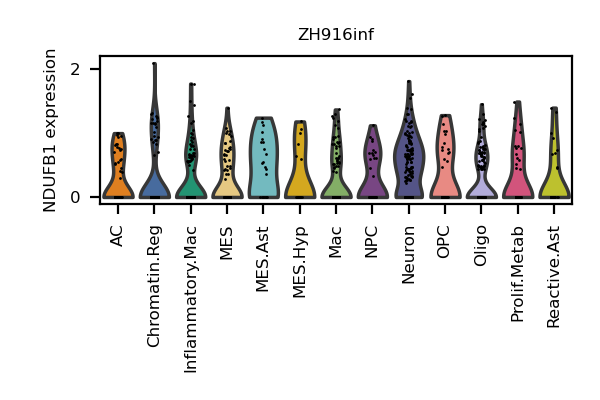 ZH916inf
NDUFB1 expression
2
0
AC
Chromatin.Reg
Inflammatory.Mac
MES
MES.Ast
MES.Hyp
Mac
NPC
Neuron
OPC
Oligo
Prolif.Metab
Reactive.Ast